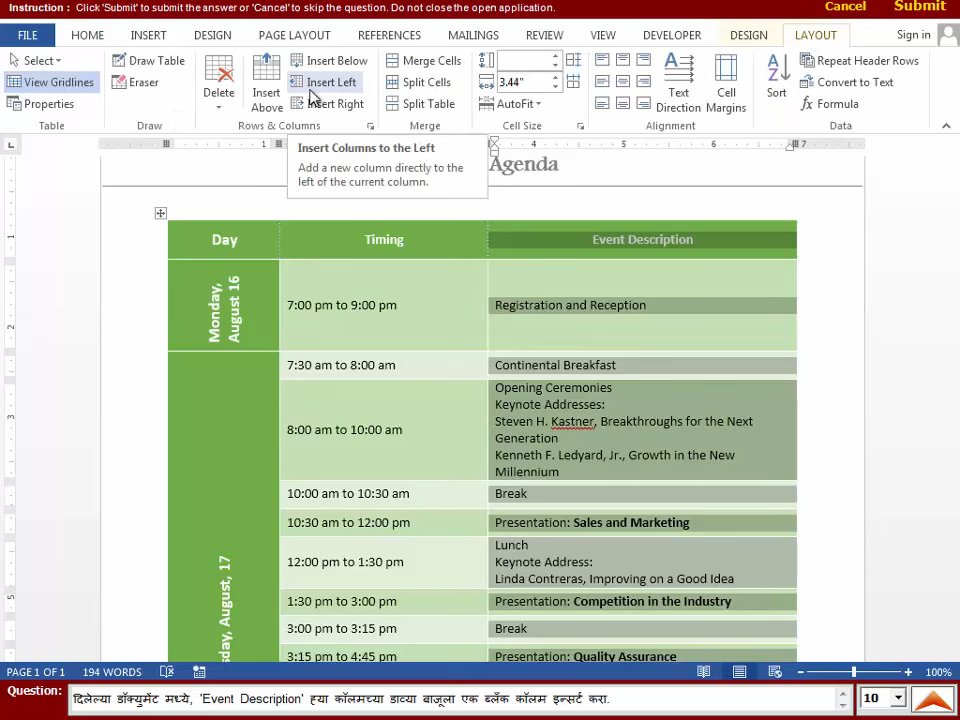 Instruction : Click 'Submit' to submit the answer or 'Cancel' to skip the question. Do not close the open application. Cancel Submit
FILE HOME INSERT DESIGN PAGE LAYOUT REFERENCES MAILINGS REVIEW VIEW DEVELOPER DESIGN LAYOUT Sign in
Select Draw Table Insert Below Merge Cells Repeat Header Rows
View Gridlines Eraser Delete Insert Above Insert Left Split Cells 3.44" Text Direction Cell Margins Sort Convert to Text
Properties Insert Right Split Table AutoFit Formula
Table Draw Rows & Columns Merge Cell Size Alignment Data
1 4 5 6 7
Insert Columns to the Left
Add a new column directly to the
left of the current column.
Agenda
Day Timing Event Description
Monday,
August 16
7:00 pm to 9:00 pm Registration and Reception
7:30 am to 8:00 am Continental Breakfast
8:00 am to 10:00 am
Opening Ceremonies
Keynote Addresses:
Steven H. Kastner, Breakthroughs for the Next
Generation
Kenneth F. Ledyard, Jr., Growth in the New
Millennium
10:00 am to 10:30 am Break
10:30 am to 12:00 pm Presentation: Sales and Marketing
12:00 pm to 1:30 pm
Lunch
Keynote Address:
Linda Contreras, Improving on a Good Idea
1:30 pm to 3:00 pm Presentation: Competition in the Industry
3:00 pm to 3:15 pm Break
3:15 pm to 4:45 pm Presentation: Quality Assurance
August, 17
PAGE 1 OF 1 194 WORDS 100%
Question: दिलेल्या डॉक्युमेंट मध्ये, 'Event Description' ह्या कॉलमच्या डाव्या बाजूला एक ब्लँक कॉलम इन्सर्ट करा. 10